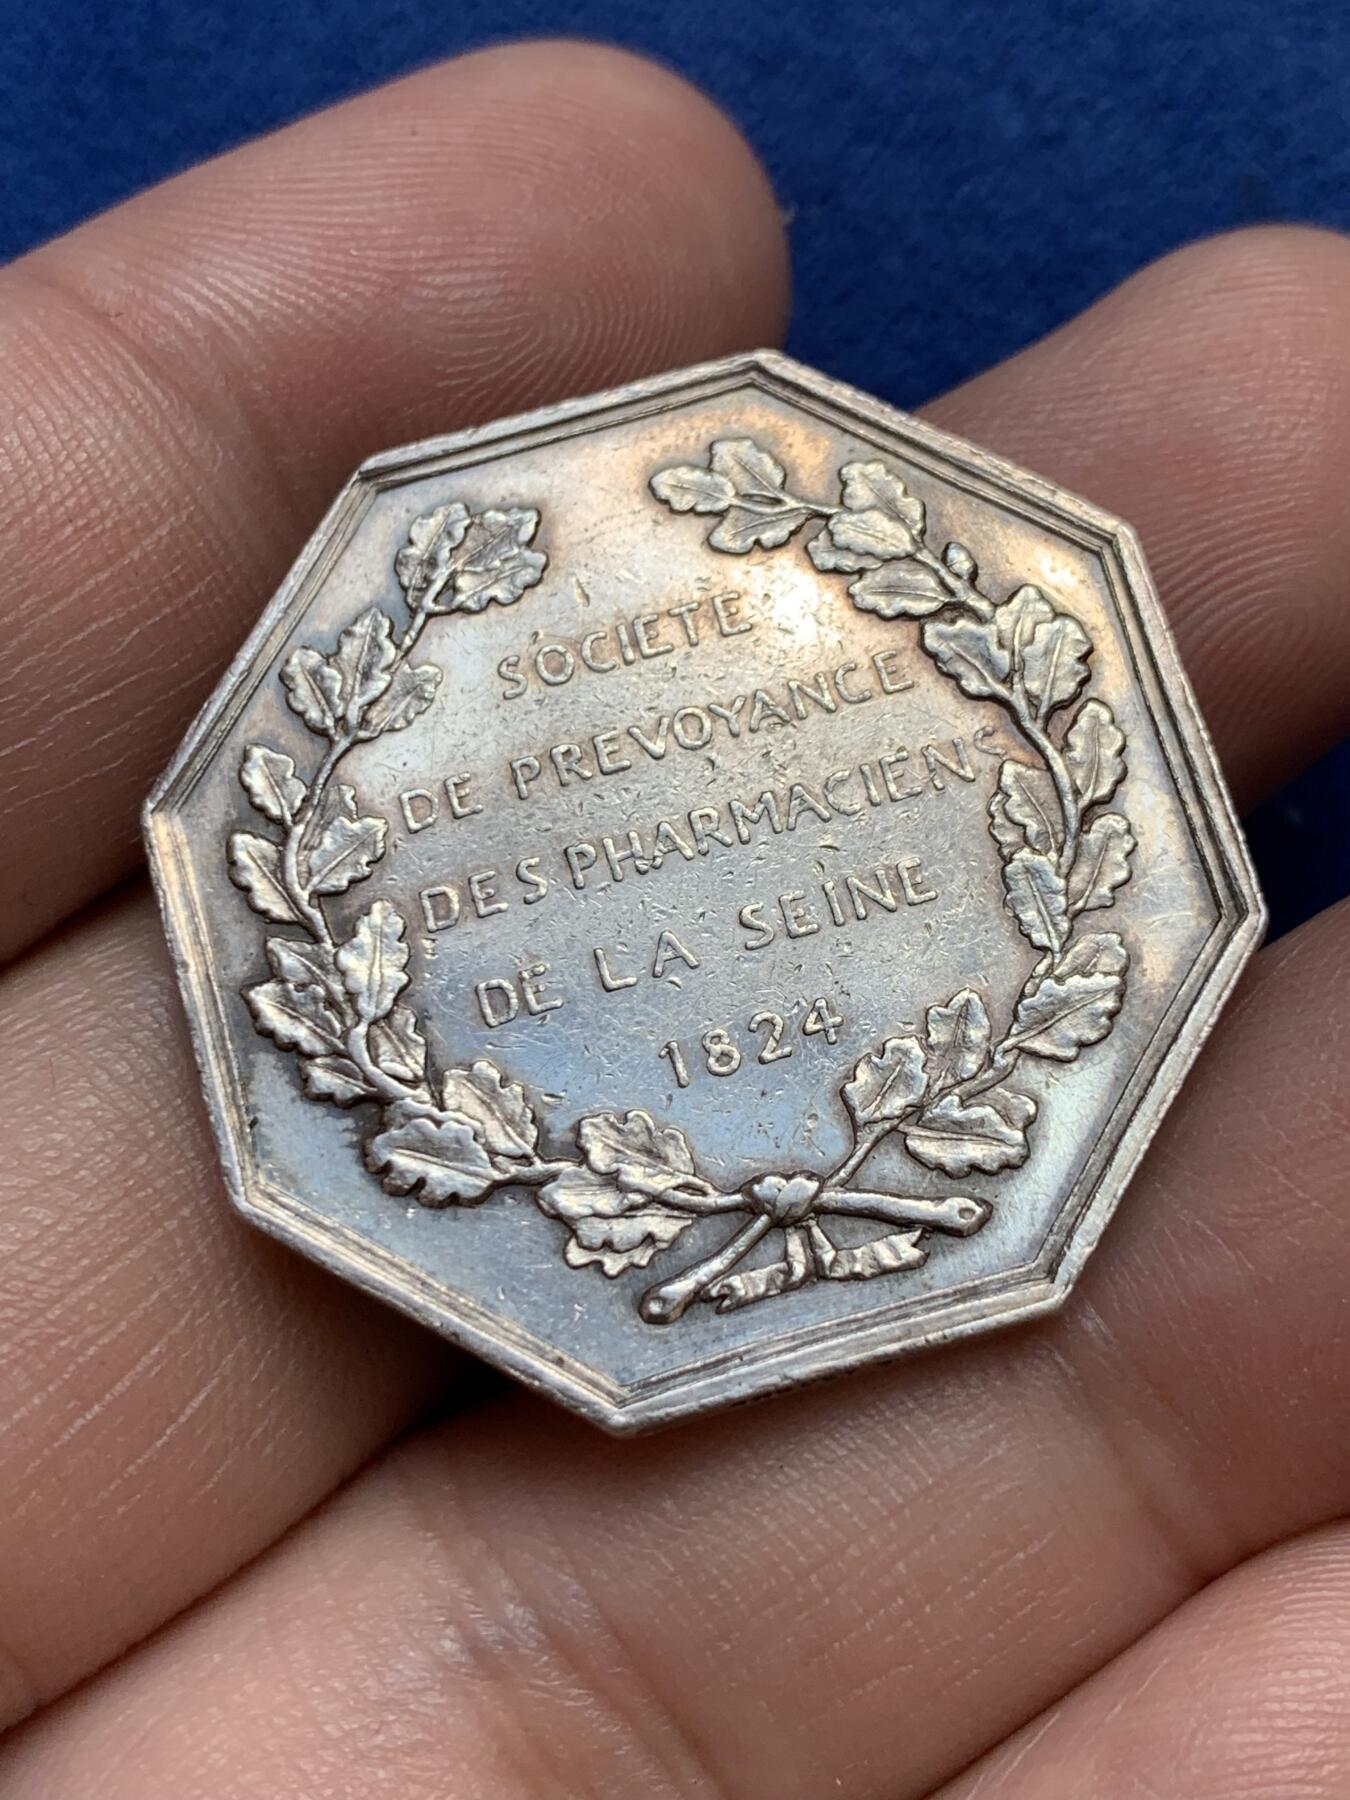 SOCIETE
DE PREVOYANCE
DES PHARMACIENS
DE LA SEINE
1824